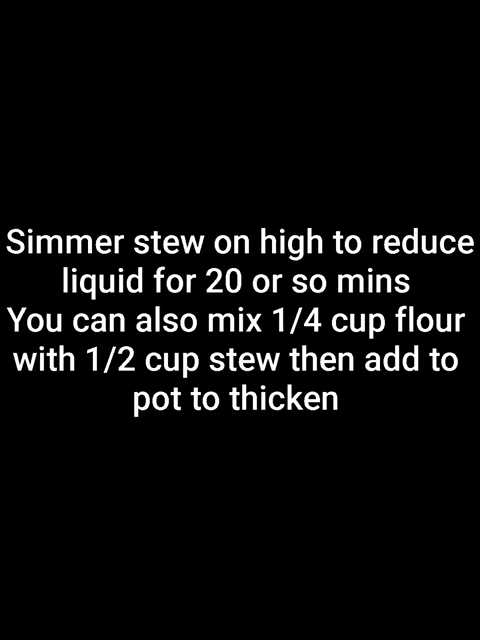 Simmer stew on high to reduce
liquid for 20 or so mins
You can also mix 1/4 cup flour
with 1/2 cup stew then add to
pot to thicken